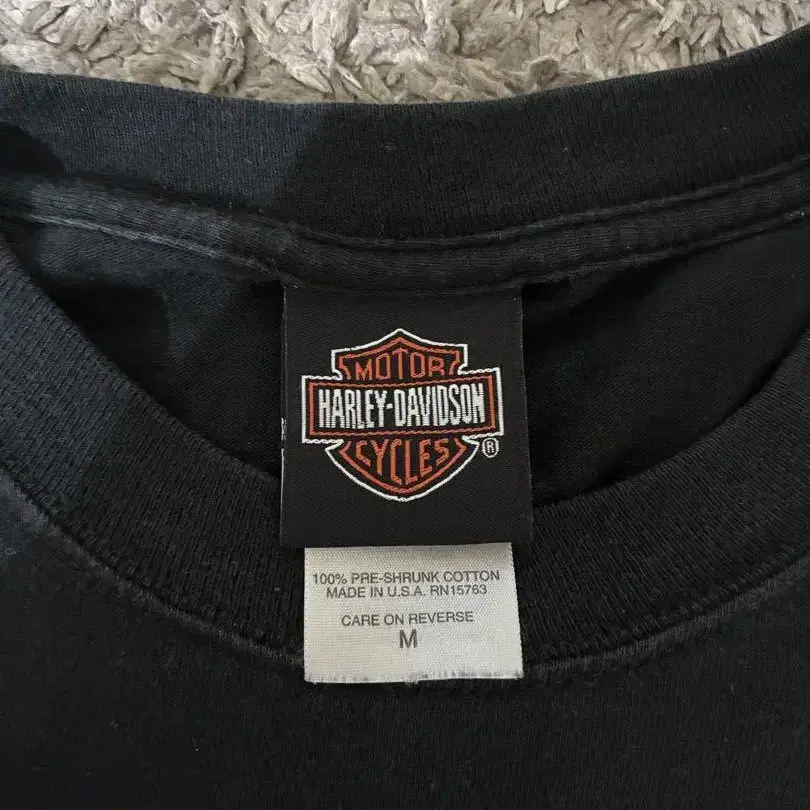 MOTOR
HARLEY-DAVIDSON
CYCLES
®
100% PRE-SHRUNK COTTON
MADE IN U.S.A. RN15763
CARE ON REVERSE
M